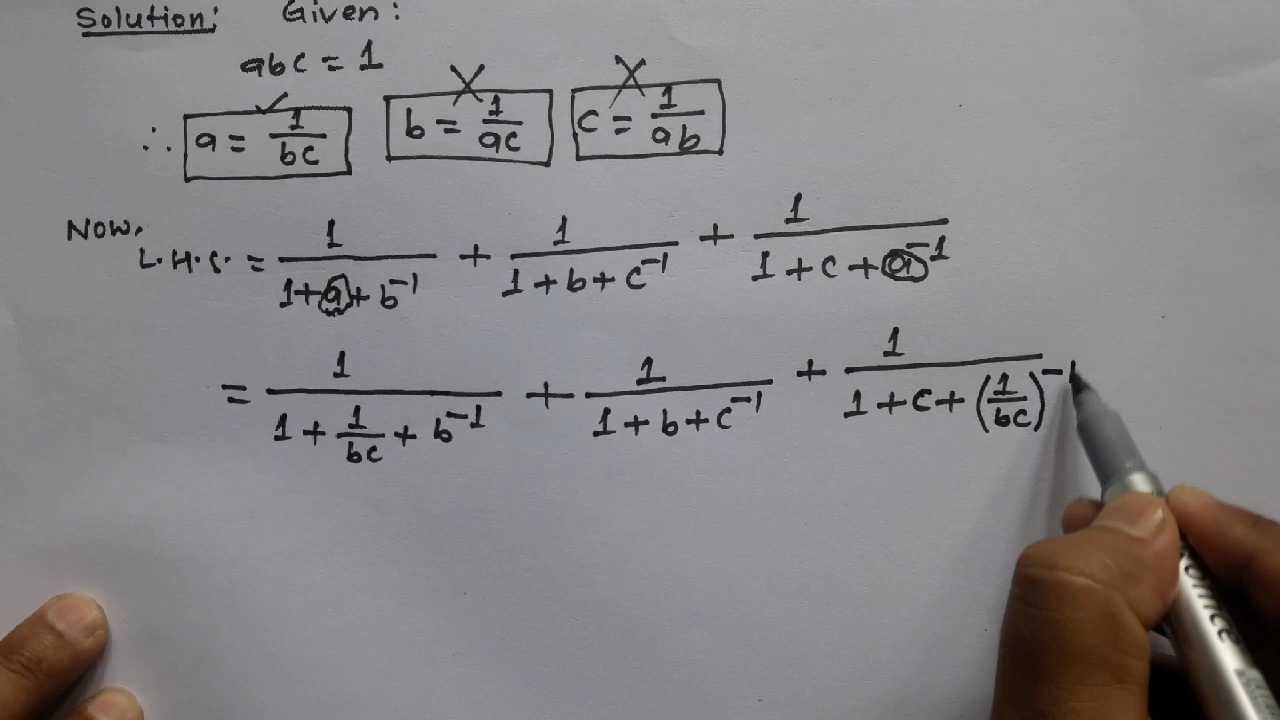 Solution: Given:
abc = 1
∴ a = 1/bc b = 1/ac c = 1/ab
Now,
L.H.S. = 1/(1+a+b⁻¹) + 1/(1+b+c⁻¹) + 1/(1+c+a⁻¹)
= 1/(1+1/bc+b⁻¹) + 1/(1+b+c⁻¹) + 1/(1+c+(1/bc)⁻¹)